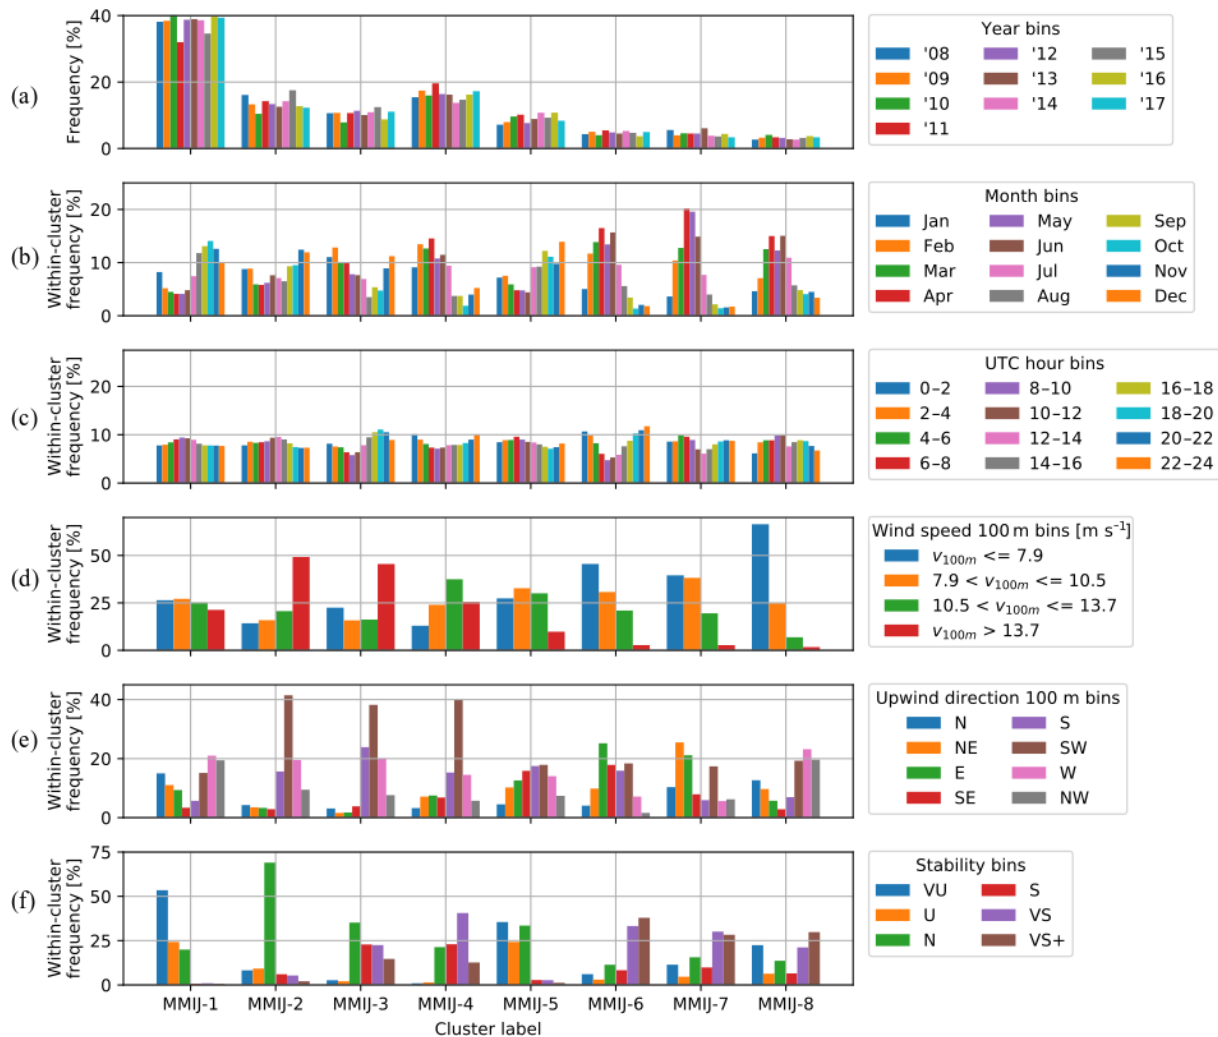 (a)
Frequency [%]
40
20
0
Year bins
'08 '12 '15
'09 '13 '16
'10 '14 '17
'11
(b)
Within-cluster
frequency [%]
20
10
0
Month bins
Jan May Sep
Feb Jun Oct
Mar Jul Nov
Apr Aug Dec
(c)
Within-cluster
frequency [%]
20
10
0
UTC hour bins
0–2 8–10 16–18
2–4 10–12 18–20
4–6 12–14 20–22
6–8 14–16 22–24
(d)
Within-cluster
frequency [%]
50
25
0
Wind speed 100 m bins [m s⁻¹]
v100m <= 7.9
7.9 < v100m <= 10.5
10.5 < v100m <= 13.7
v100m > 13.7
(e)
Within-cluster
frequency [%]
40
20
0
Upwind direction 100 m bins
N S
NE SW
E W
SE NW
(f)
Within-cluster
frequency [%]
75
50
25
0
Stability bins
VU S
U VS
N VS+
MMIJ-1 MMIJ-2 MMIJ-3 MMIJ-4 MMIJ-5 MMIJ-6 MMIJ-7 MMIJ-8
Cluster label